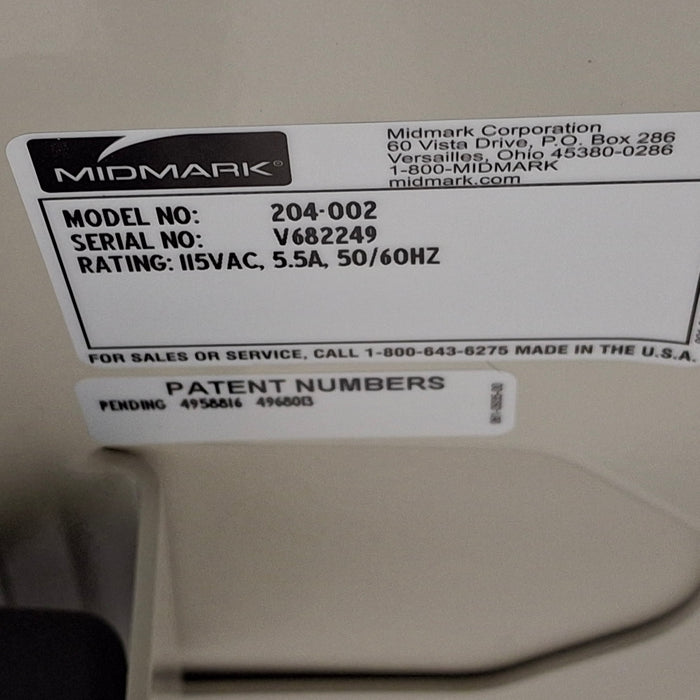 MIDMARK®
Midmark Corporation
60 Vista Drive, P.O. Box 286
Versailles, Ohio 45380-0286
1-800-MIDMARK
midmark.com
MODEL NO: 204-002
SERIAL NO: V682249
RATING: 115VAC, 5.5A, 50/60HZ
FOR SALES OR SERVICE, CALL 1-800-643-6275 MADE IN THE U.S.A.
PATENT NUMBERS
PENDING 4958816 4968013